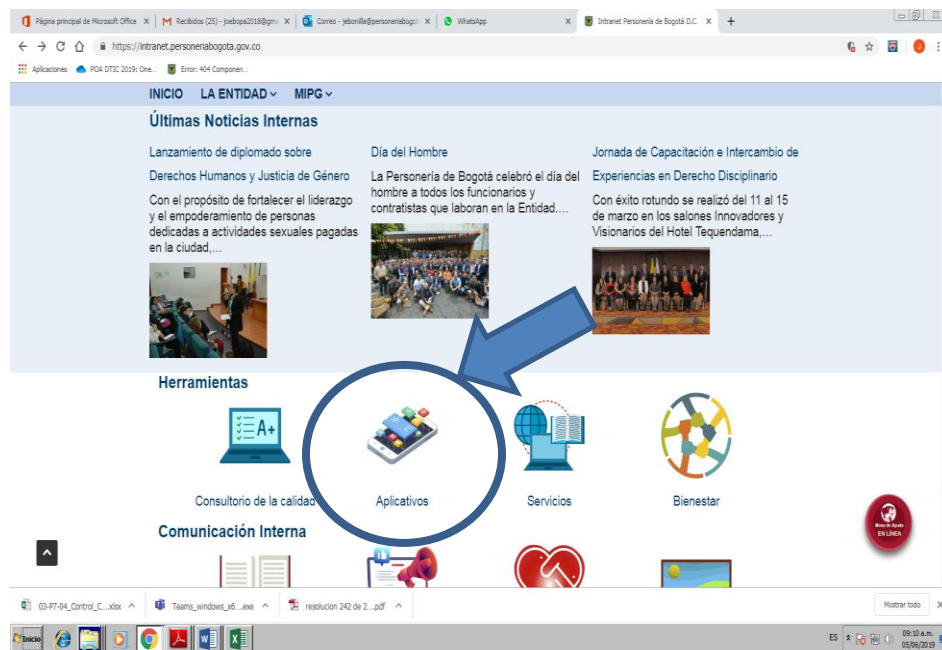 Página principal de Microsoft Office
Recibidos (25) - joebopa2018@gm
Correo - jebonilla@personeriabogot
WhatsApp
Intranet Personería de Bogotá D.C.
https://intranet.personeriabogota.gov.co
Aplicaciones
POA DTIC 2019: One...
Error: 404 Componen...
INICIO LA ENTIDAD MIPG
Últimas Noticias Internas
Lanzamiento de diplomado sobre
Derechos Humanos y Justicia de Género
Con el propósito de fortalecer el liderazgo
y el empoderamiento de personas
dedicadas a actividades sexuales pagadas
en la ciudad,...
Día del Hombre
La Personería de Bogotá celebró el día del
hombre a todos los funcionarios y
contratistas que laboran en la Entidad....
Jornada de Capacitación e Intercambio de
Experiencias en Derecho Disciplinario
Con éxito rotundo se realizó del 11 al 15
de marzo en los salones Innovadores y
Visionarios del Hotel Tequendama,...
Herramientas
A+
Consultorio de la calidad
Aplicativos
Servicios
Bienestar
Mesa de Ayuda
EN LÍNEA
Comunicación Interna
03-P7-04_Control_C...xlsx
Teams_windows_x6...exe
resolucion 242 de 2...pdf
Mostrar todo
Inicio
ES
09:10 a.m.
05/06/2019